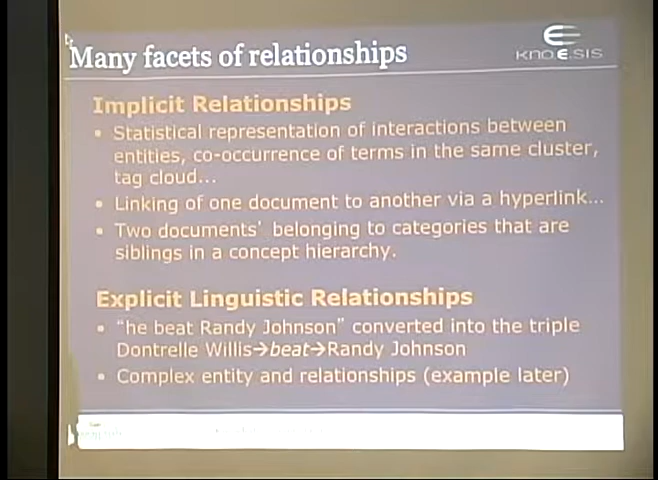 Many facets of relationships
KNO.E.SIS
Implicit Relationships
• Statistical representation of interactions between
entities, co-occurrence of terms in the same cluster,
tag cloud...
• Linking of one document to another via a hyperlink...
• Two documents' belonging to categories that are
siblings in a concept hierarchy.
Explicit Linguistic Relationships
• "he beat Randy Johnson" converted into the triple
Dontrelle Willis→beat→Randy Johnson
• Complex entity and relationships (example later)